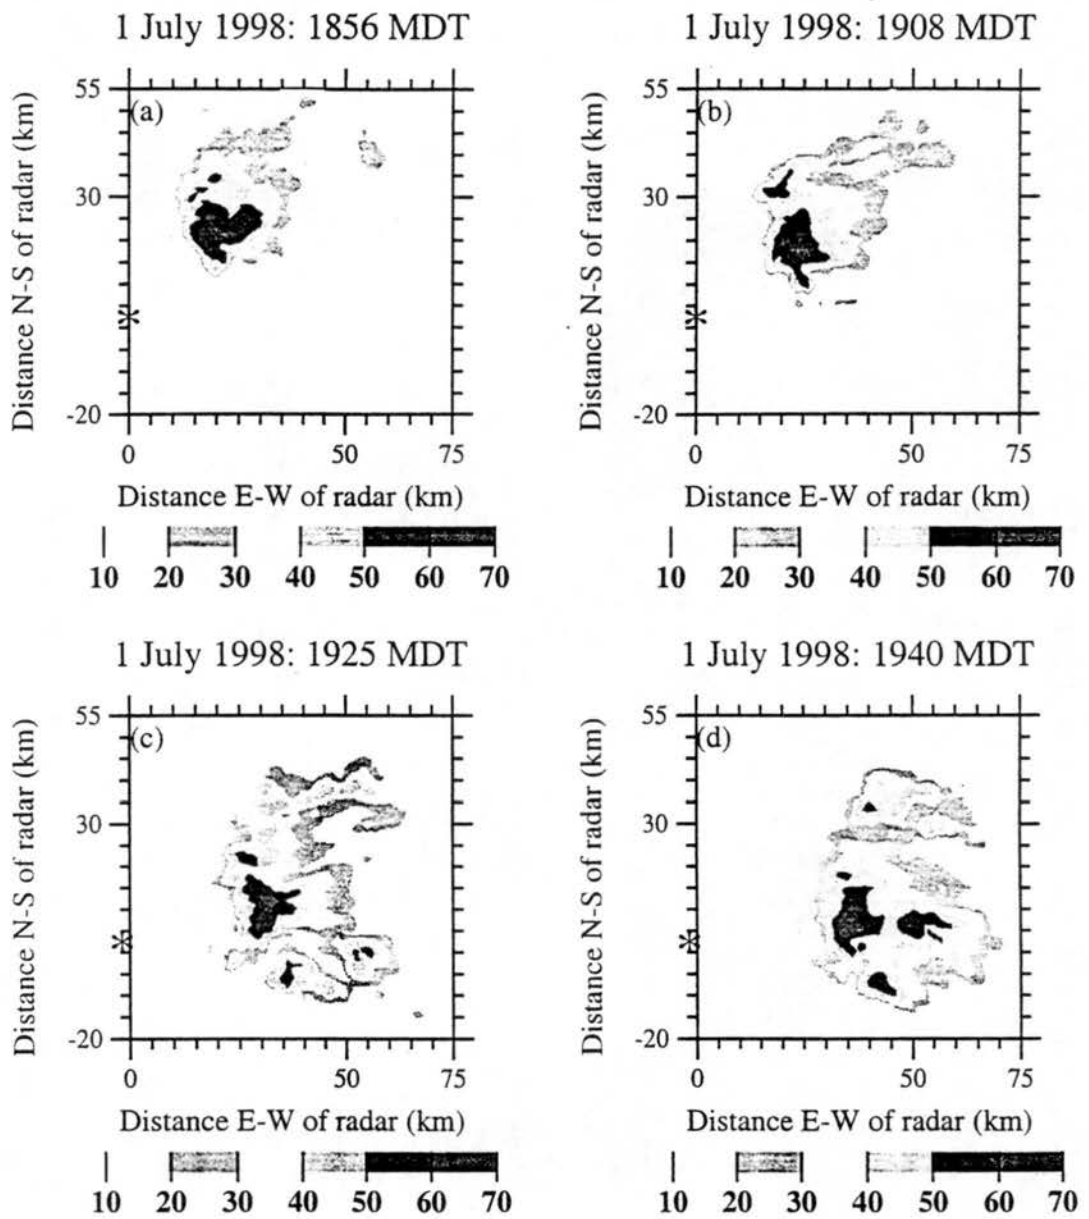 1 July 1998: 1856 MDT
1 July 1998: 1908 MDT
Distance N-S of radar (km)
55
(a)
30
*
-20
0
50
75
Distance E-W of radar (km)
10 20 30 40 50 60 70
Distance N-S of radar (km)
55
(b)
30
*
-20
0
50
75
Distance E-W of radar (km)
10 20 30 40 50 60 70
1 July 1998: 1925 MDT
1 July 1998: 1940 MDT
Distance N-S of radar (km)
55
(c)
30
*
-20
0
50
75
Distance E-W of radar (km)
10 20 30 40 50 60 70
Distance N-S of radar (km)
55
(d)
30
*
-20
0
50
75
Distance E-W of radar (km)
10 20 30 40 50 60 70